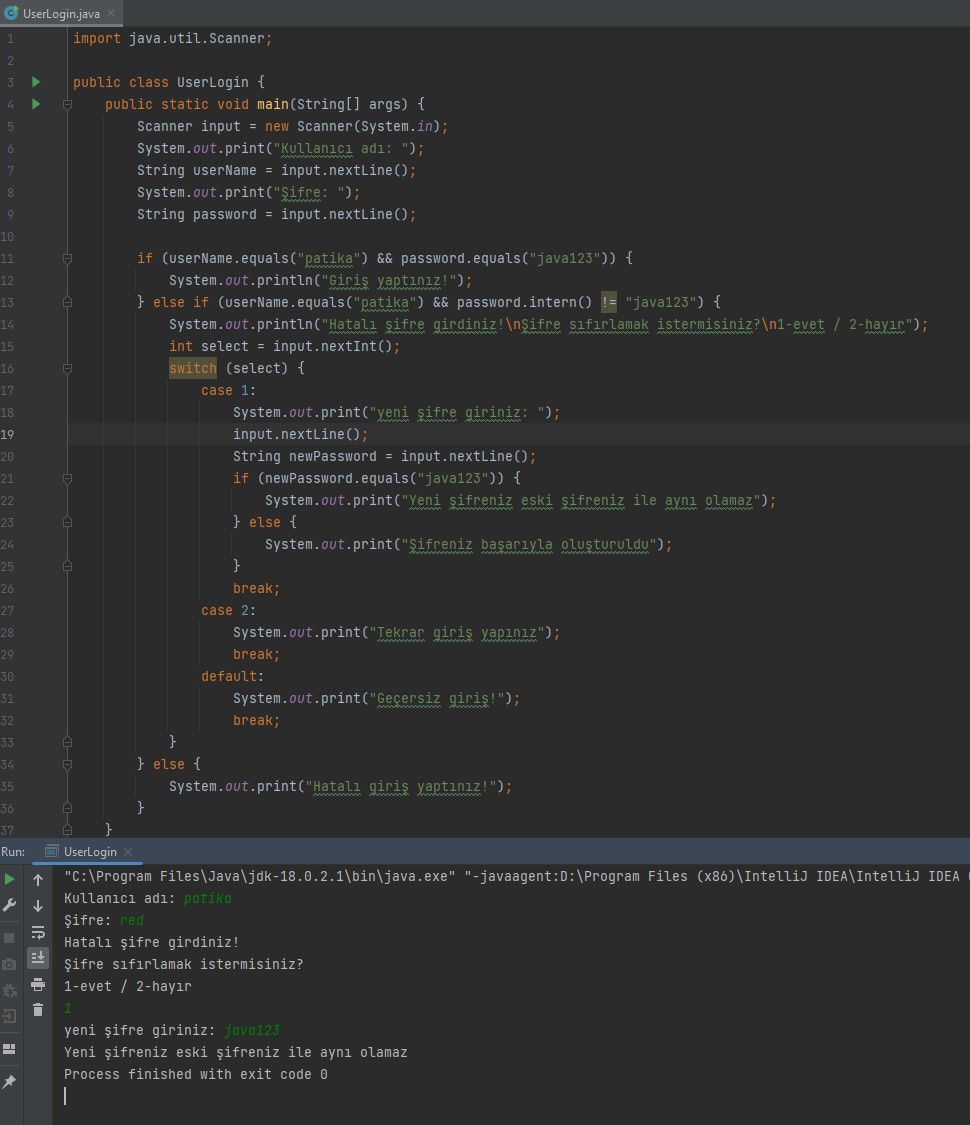 UserLogin.java
1 import java.util.Scanner;
2
3 public class UserLogin {
4 public static void main(String[] args) {
5 Scanner input = new Scanner(System.in);
6 System.out.print("Kullanıcı adı: ");
7 String userName = input.nextLine();
8 System.out.print("Şifre: ");
9 String password = input.nextLine();
10
11 if (userName.equals("patika") && password.equals("java123")) {
12 System.out.println("Giriş yaptınız!");
13 } else if (userName.equals("patika") && password.intern() != "java123") {
14 System.out.println("Hatalı şifre girdiniz!\nŞifre sıfırlamak istermisiniz?\n1-evet / 2-hayır");
15 int select = input.nextInt();
16 switch (select) {
17 case 1:
18 System.out.print("yeni şifre giriniz: ");
19 input.nextLine();
20 String newPassword = input.nextLine();
21 if (newPassword.equals("java123")) {
22 System.out.print("Yeni şifreniz eski şifreniz ile aynı olamaz");
23 } else {
24 System.out.print("Şifreniz başarıyla oluşturuldu");
25 }
26 break;
27 case 2:
28 System.out.print("Tekrar giriş yapınız");
29 break;
30 default:
31 System.out.print("Geçersiz giriş!");
32 break;
33 }
34 } else {
35 System.out.print("Hatalı giriş yaptınız!");
36 }
37 }
Run: UserLogin
"C:\Program Files\Java\jdk-18.0.2.1\bin\java.exe" "-javaagent:D:\Program Files (x86)\IntelliJ IDEA\IntelliJ IDEA
Kullanıcı adı: patika
Şifre: red
Hatalı şifre girdiniz!
Şifre sıfırlamak istermisiniz?
1-evet / 2-hayır
1
yeni şifre giriniz: java123
Yeni şifreniz eski şifreniz ile aynı olamaz
Process finished with exit code 0